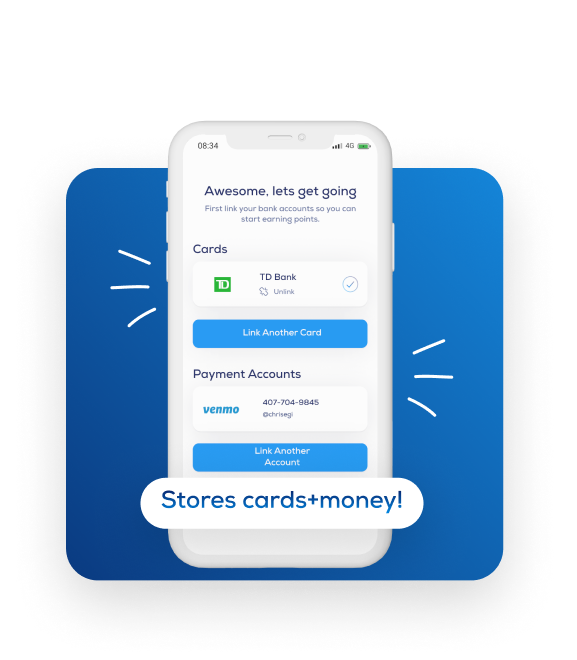 08:34
4G
Awesome, lets get going
First link your bank accounts so you can
start earning points.
Cards
TD
TD Bank
Unlink
Link Another Card
Payment Accounts
venmo
407-704-9845
@chrisegi
Link Another
Account
Stores cards+money!